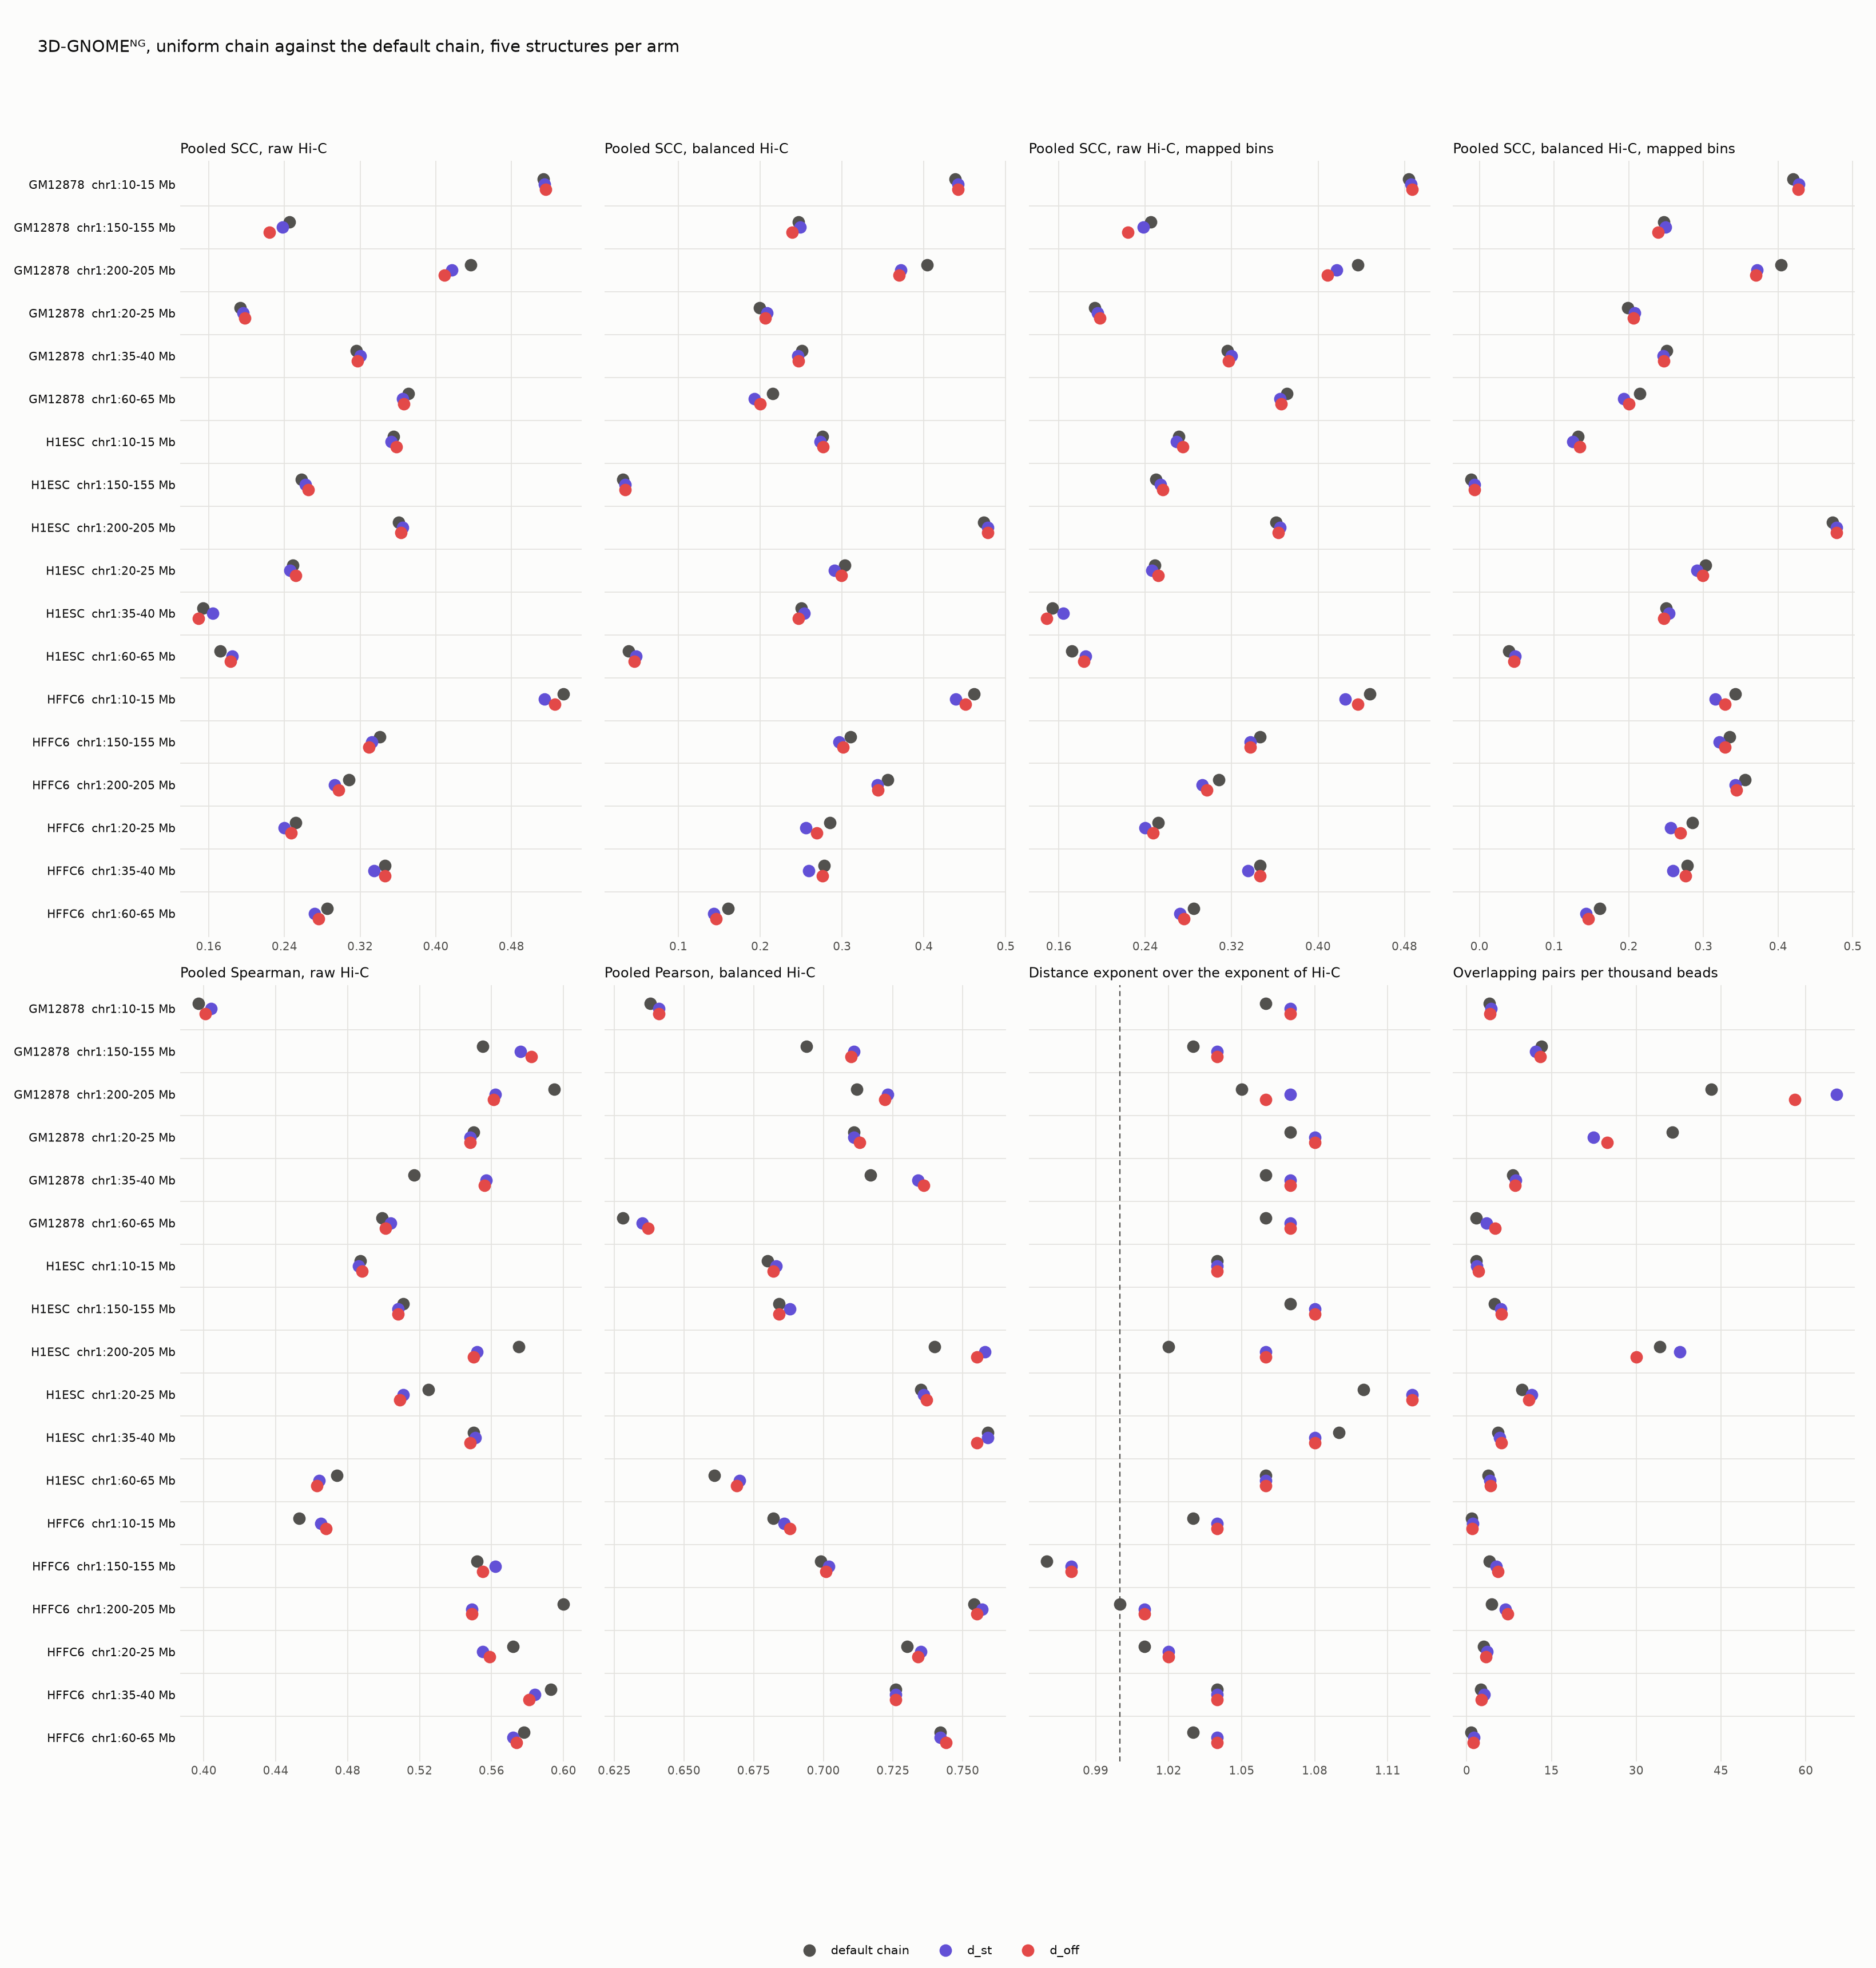 3D-GNOMEᴺᴳ, uniform chain against the default chain, five structures per arm
Pooled SCC, raw Hi-C
Pooled SCC, balanced Hi-C
Pooled SCC, raw Hi-C, mapped bins
Pooled SCC, balanced Hi-C, mapped bins
GM12878 chr1:10-15 Mb
GM12878 chr1:150-155 Mb
GM12878 chr1:200-205 Mb
GM12878 chr1:20-25 Mb
GM12878 chr1:35-40 Mb
GM12878 chr1:60-65 Mb
H1ESC chr1:10-15 Mb
H1ESC chr1:150-155 Mb
H1ESC chr1:200-205 Mb
H1ESC chr1:20-25 Mb
H1ESC chr1:35-40 Mb
H1ESC chr1:60-65 Mb
HFFC6 chr1:10-15 Mb
HFFC6 chr1:150-155 Mb
HFFC6 chr1:200-205 Mb
HFFC6 chr1:20-25 Mb
HFFC6 chr1:35-40 Mb
HFFC6 chr1:60-65 Mb
0.16 0.24 0.32 0.40 0.48
0.1 0.2 0.3 0.4 0.5
0.16 0.24 0.32 0.40 0.48
0.0 0.1 0.2 0.3 0.4 0.5
Pooled Spearman, raw Hi-C
Pooled Pearson, balanced Hi-C
Distance exponent over the exponent of Hi-C
Overlapping pairs per thousand beads
GM12878 chr1:10-15 Mb
GM12878 chr1:150-155 Mb
GM12878 chr1:200-205 Mb
GM12878 chr1:20-25 Mb
GM12878 chr1:35-40 Mb
GM12878 chr1:60-65 Mb
H1ESC chr1:10-15 Mb
H1ESC chr1:150-155 Mb
H1ESC chr1:200-205 Mb
H1ESC chr1:20-25 Mb
H1ESC chr1:35-40 Mb
H1ESC chr1:60-65 Mb
HFFC6 chr1:10-15 Mb
HFFC6 chr1:150-155 Mb
HFFC6 chr1:200-205 Mb
HFFC6 chr1:20-25 Mb
HFFC6 chr1:35-40 Mb
HFFC6 chr1:60-65 Mb
0.40 0.44 0.48 0.52 0.56 0.60
0.625 0.650 0.675 0.700 0.725 0.750
0.99 1.02 1.05 1.08 1.11
0 15 30 45 60
default chain d_st d_off